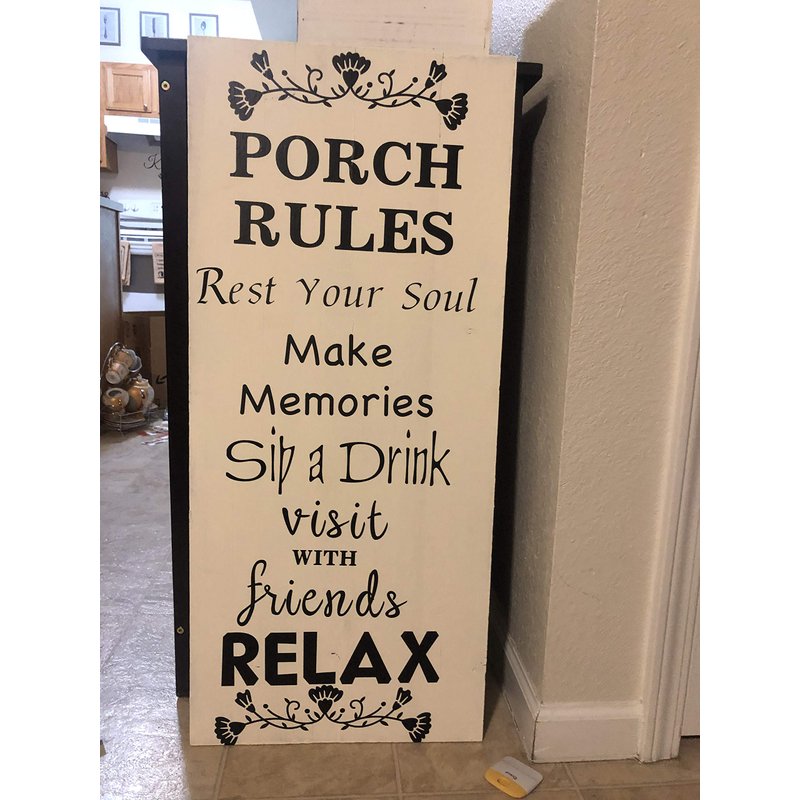 PORCH
RULES
Rest Your Soul
Make
Memories
Sip a Drink
visit
WITH
friends
RELAX